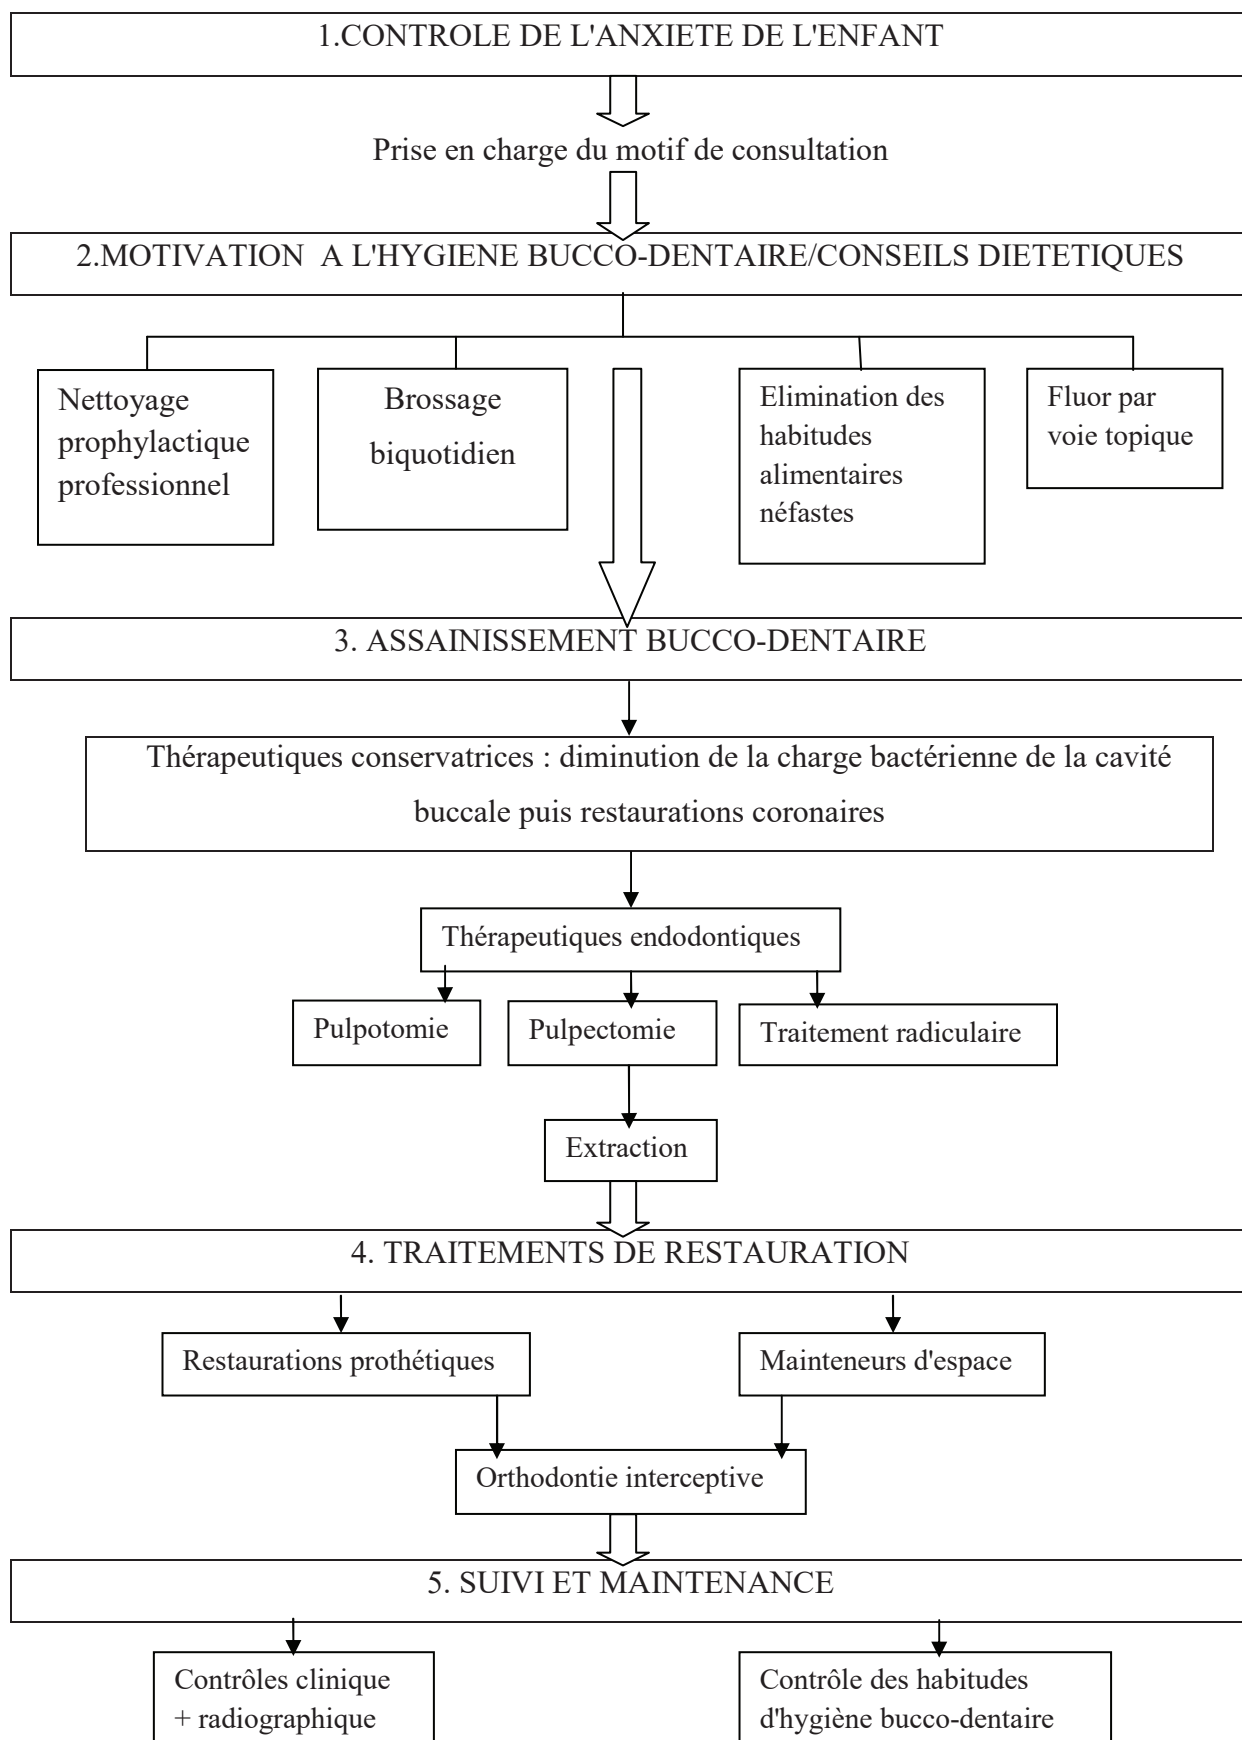 1.CONTROLE DE L'ANXIETE DE L'ENFANT
Prise en charge du motif de consultation
2.MOTIVATION A L'HYGIENE BUCCO-DENTAIRE/CONSEILS DIETETIQUES
Nettoyage
prophylactique
professionnel
Brossage
biquotidien
Elimination des
habitudes
alimentaires
néfastes
Fluor par
voie topique
3. ASSAINISSEMENT BUCCO-DENTAIRE
Thérapeutiques conservatrices : diminution de la charge bactérienne de la cavité
buccale puis restaurations coronaires
Thérapeutiques endodontiques
Pulpotomie
Pulpectomie
Traitement radiculaire
Extraction
4. TRAITEMENTS DE RESTAURATION
Restaurations prothétiques
Mainteneurs d'espace
Orthodontie interceptive
5. SUIVI ET MAINTENANCE
Contrôles clinique
+ radiographique
Contrôle des habitudes
d'hygiène bucco-dentaire